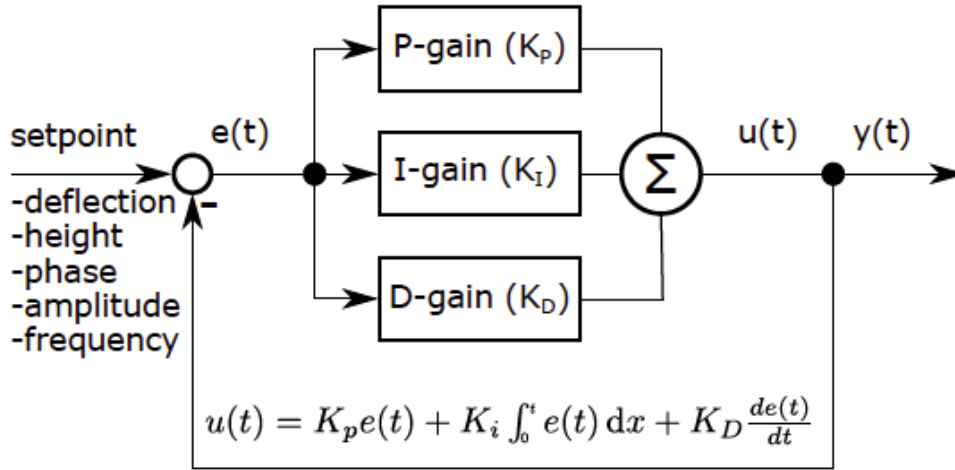 P-gain (K_P)
setpoint
e(t)
I-gain (K_I)
Σ
u(t)
y(t)
-
-deflection
-height
-phase
-amplitude
-frequency
D-gain (K_D)
u(t) = K_p e(t) + K_i ∫_0^t e(t) dx + K_D de(t)/dt